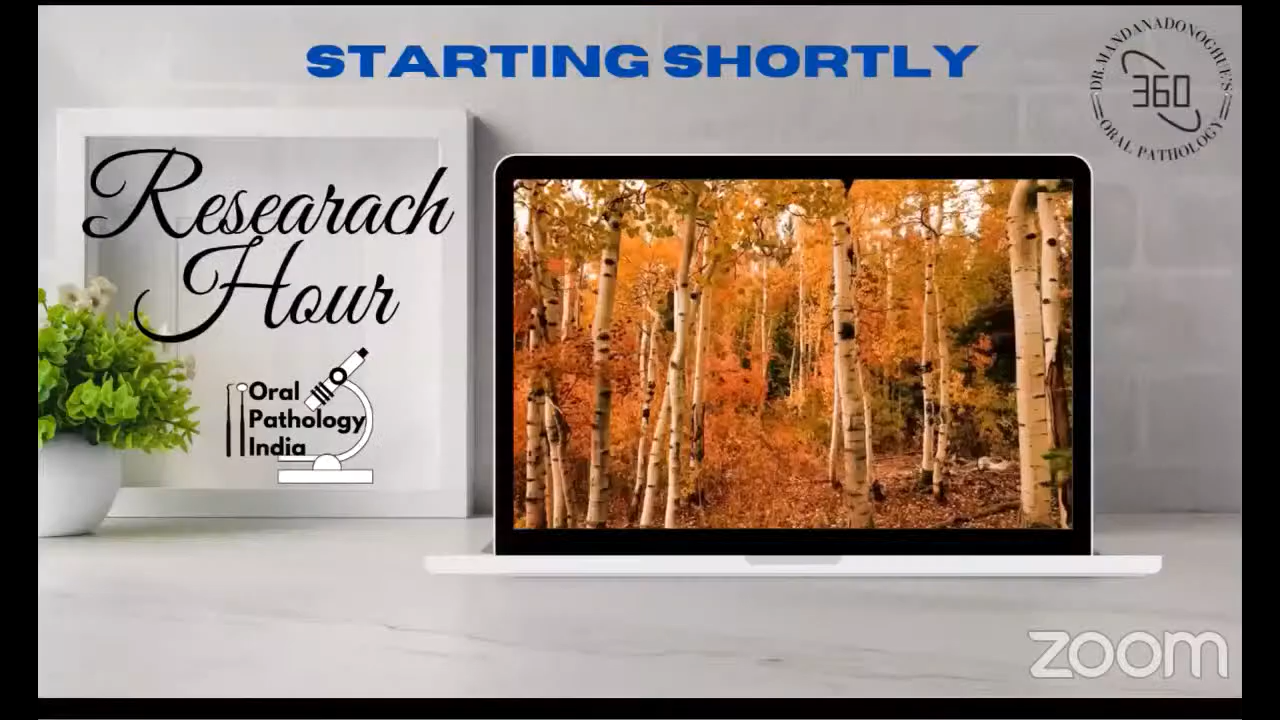 STARTING SHORTLY
DR.MANDANADONOGHUE'S
360
ORAL PATHOLOGY
Researach
Hour
Oral
Pathology
India
zoom